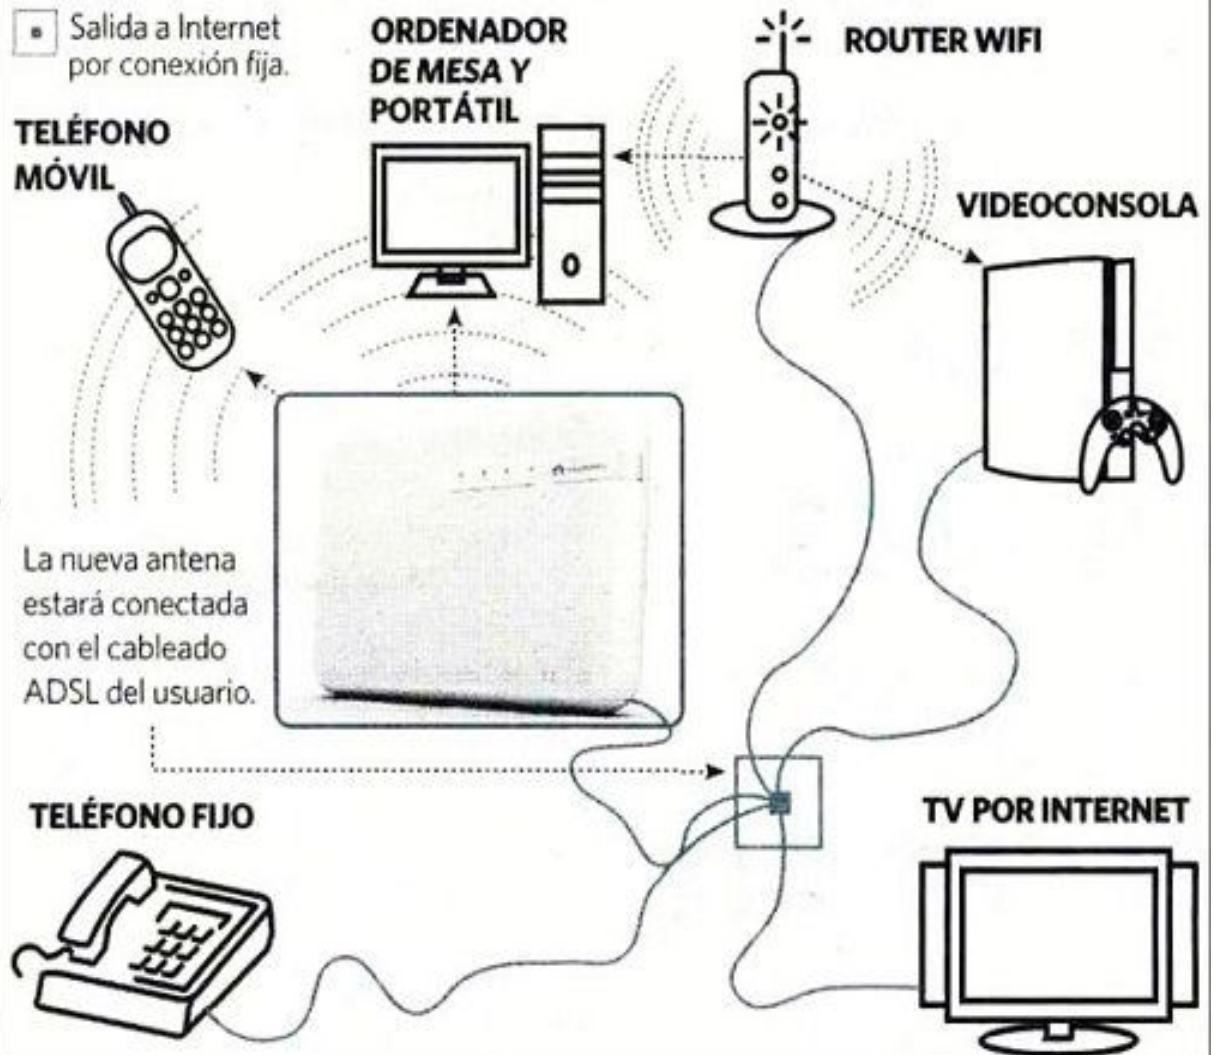 Salida a Internet
por conexión fija.
ORDENADOR
DE MESA Y
PORTÁTIL
ROUTER WIFI
TELÉFONO
MÓVIL
VIDEOCONSOLA
La nueva antena
estará conectada
con el cableado
ADSL del usuario.
TELÉFONO FIJO
TV POR INTERNET